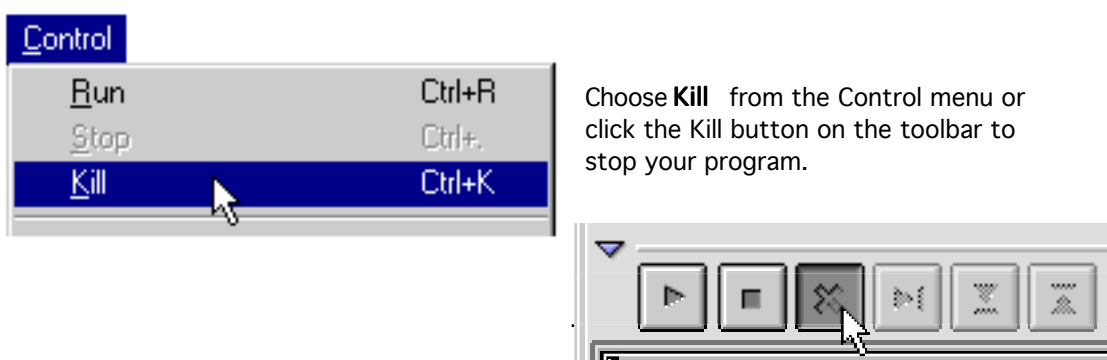 Control
Run Ctrl+R
Stop Ctrl+.
Kill Ctrl+K
Choose Kill from the Control menu or
click the Kill button on the toolbar to
stop your program.